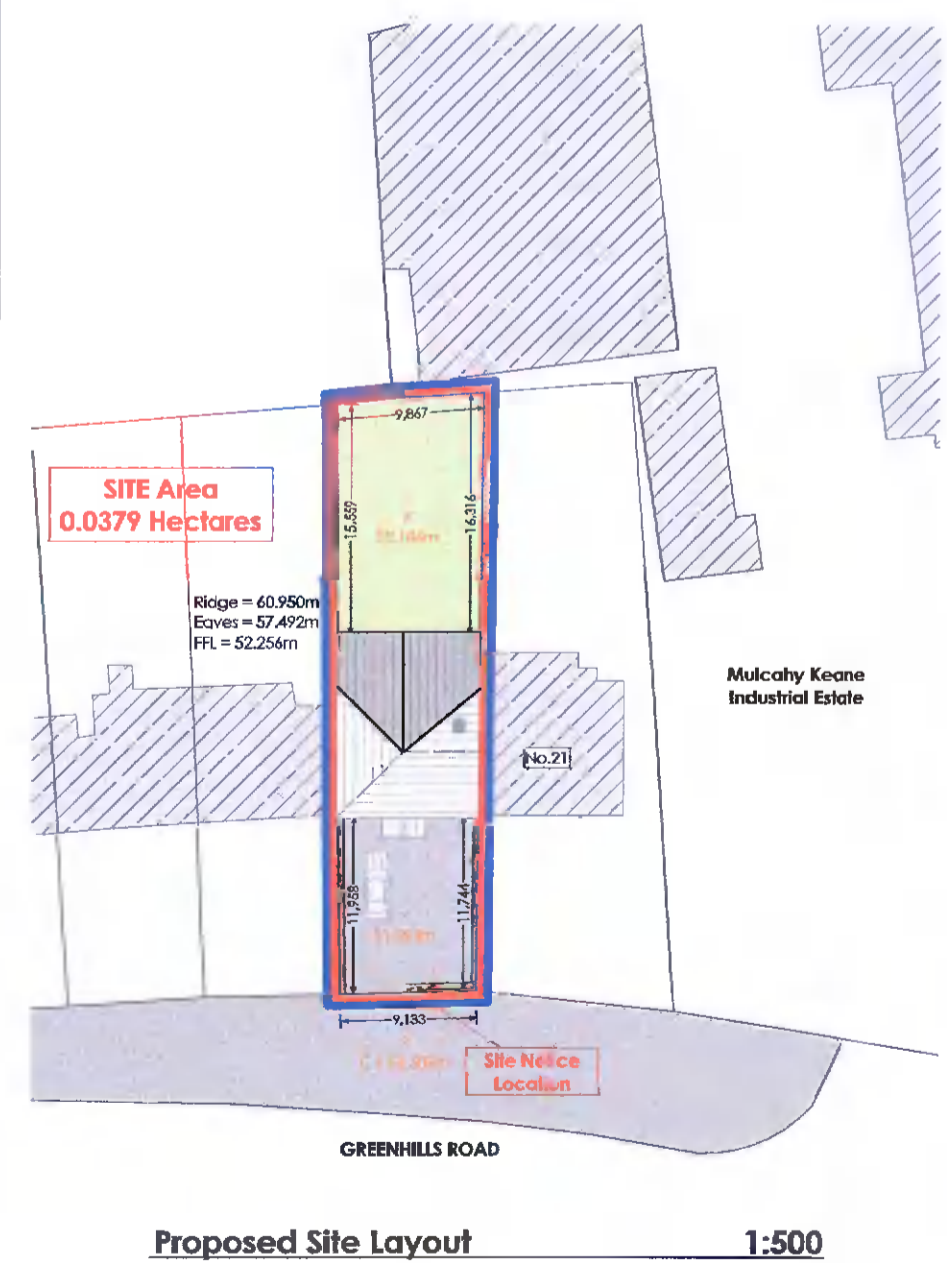 9,867
SITE Area
0.0379 Hectares
15,559
16,316
Ridge = 60.950m
Eaves = 57.492m
FFL = 52.256m
Mulcahy Keane
Industrial Estate
No.21
11,958
11,744
9,133
Site Notice
Location
GREENHILLS ROAD
Proposed Site Layout 1:500